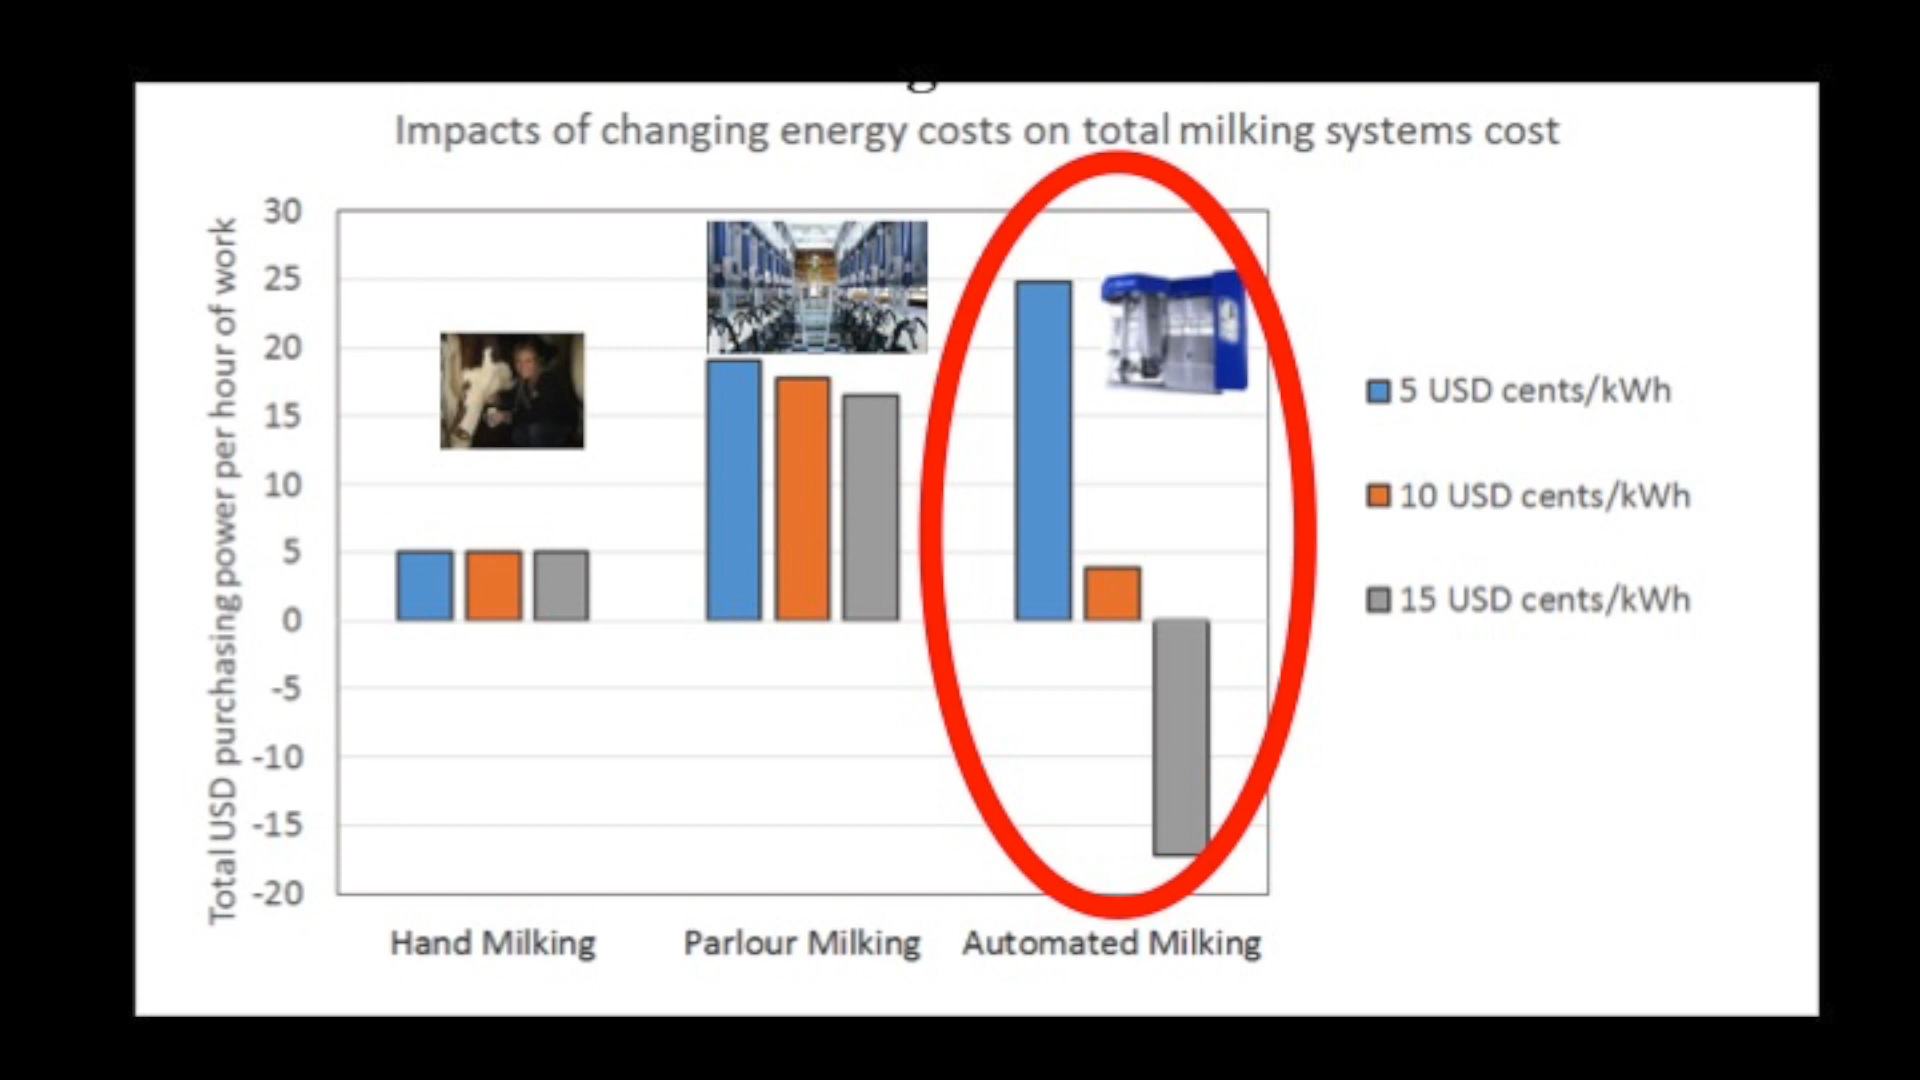 Impacts of changing energy costs on total milking systems cost
Total USD purchasing power per hour of work
30
25
20
15
10
5
0
-5
-10
-15
-20
Hand Milking
Parlour Milking
Automated Milking
5 USD cents/kWh
10 USD cents/kWh
15 USD cents/kWh